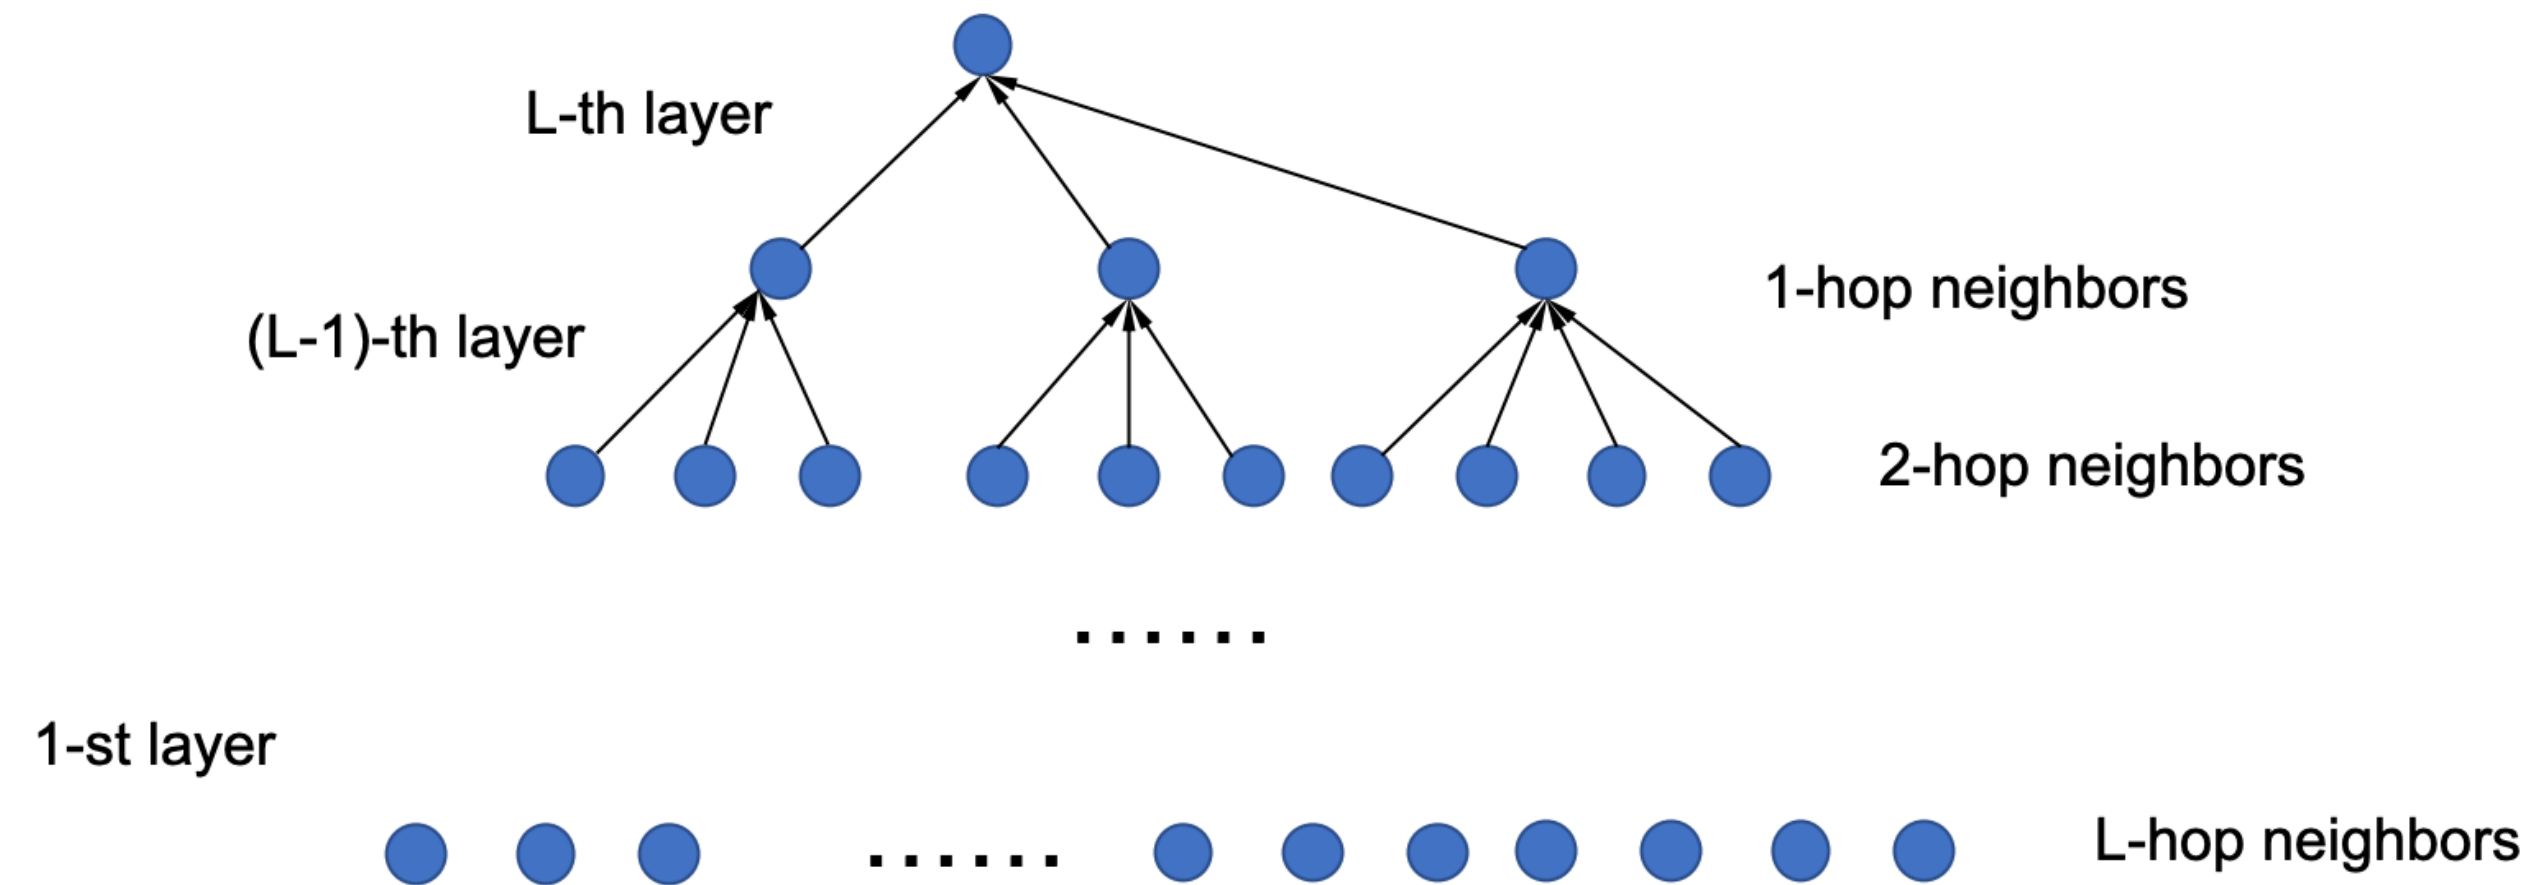 L-th layer
1-hop neighbors
(L-1)-th layer
2-hop neighbors
......
1-st layer
......
L-hop neighbors